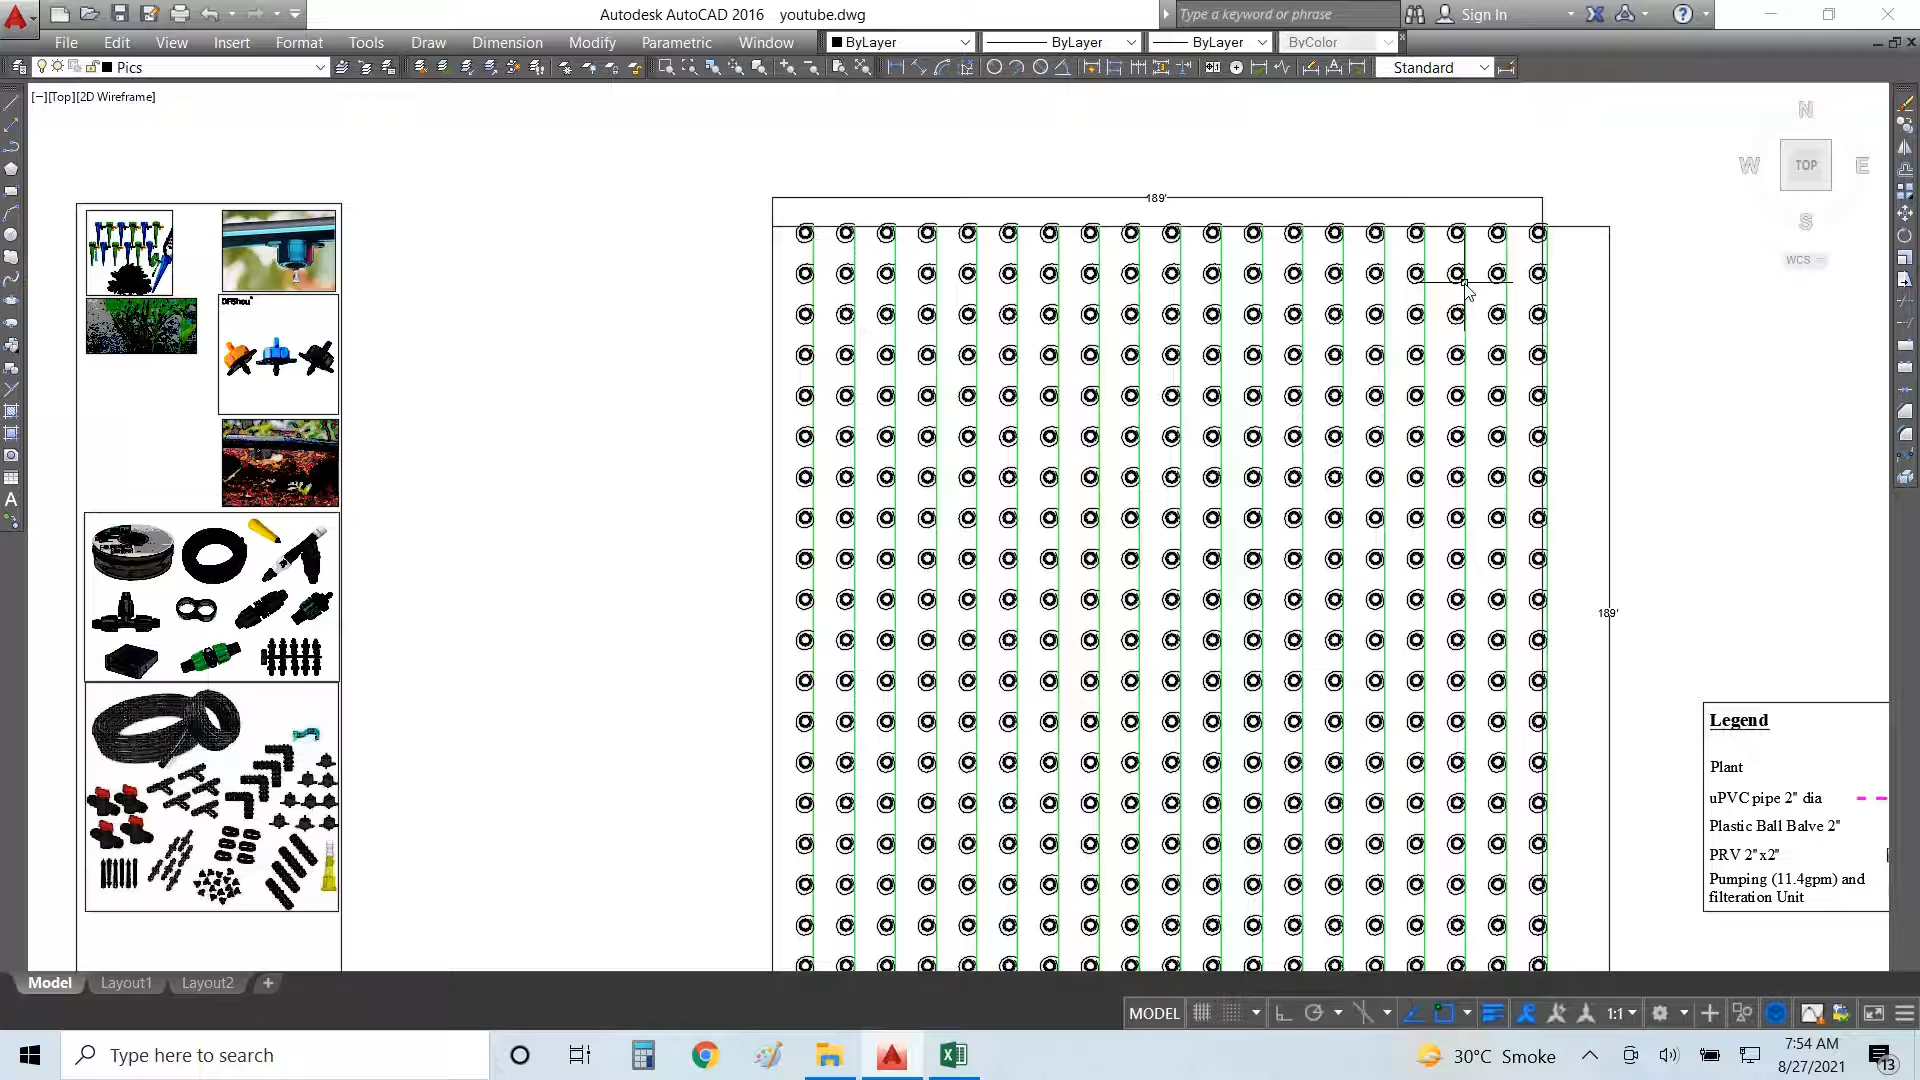 Autodesk AutoCAD 2016 youtube.dwg
Type a keyword or phrase
Sign In
File Edit View Insert Format Tools Draw Dimension Modify Parametric Window
ByLayer
ByLayer
ByLayer
ByColor
Pics
Standard
[−][Top][2D Wireframe]
N
W TOP E
S
WCS
189'
189'
Legend
Plant
uPVC pipe 2" dia
Plastic Ball Balve 2"
PRV 2"x2"
Pumping (11.4gpm) and
filteration Unit
Model Layout1 Layout2 +
MODEL
1:1
Type here to search
30°C Smoke
7:54 AM
8/27/2021
13